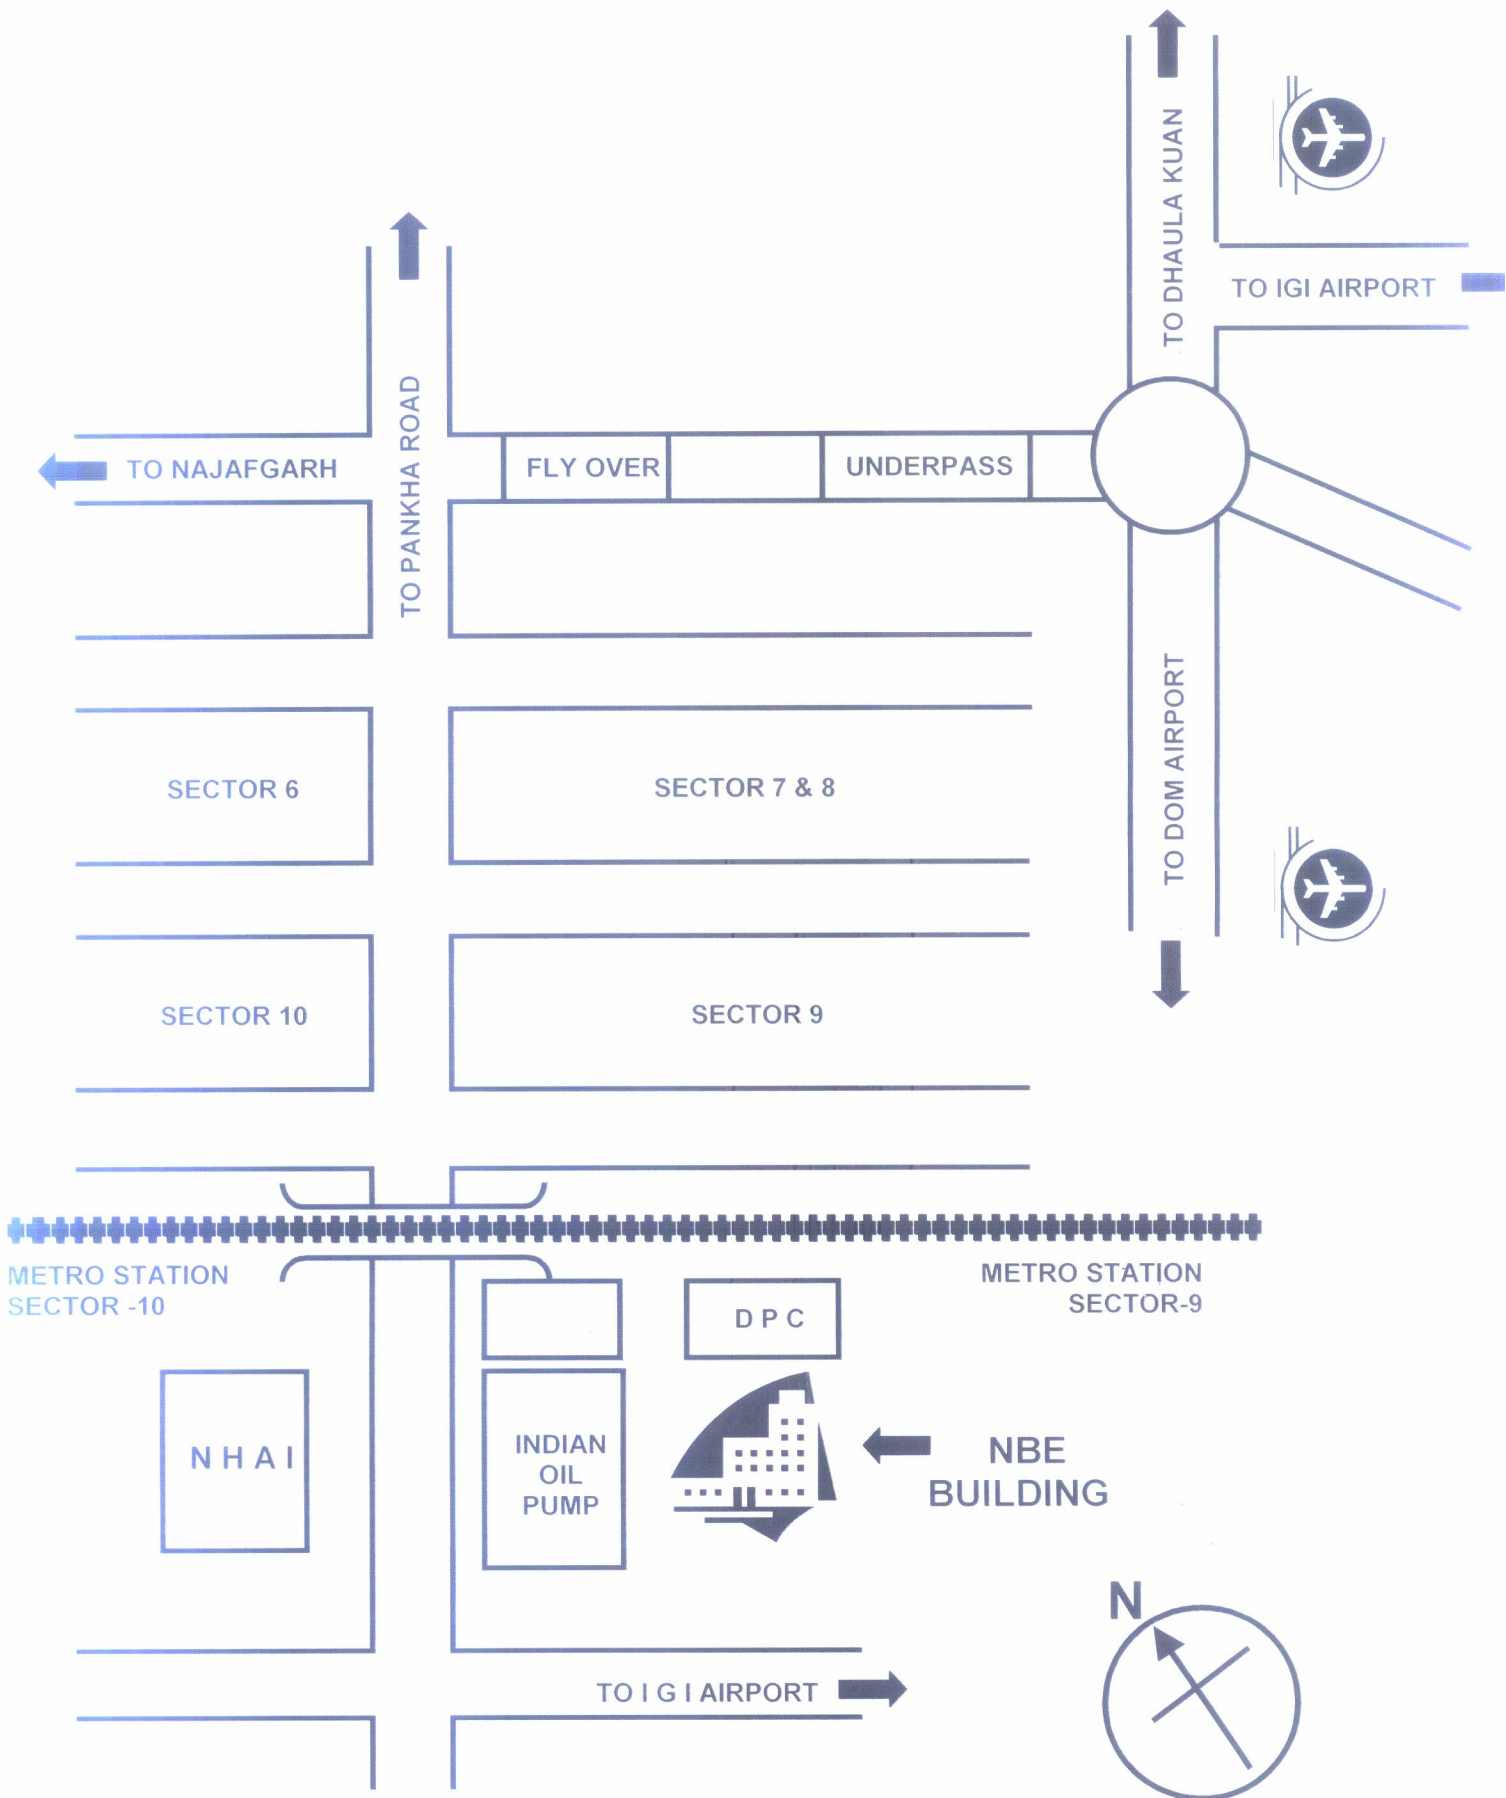 TO DHAULA KUAN
TO IGI AIRPORT
TO PANKHA ROAD
TO NAJAFGARH
FLY OVER
UNDERPASS
TO DOM AIRPORT
SECTOR 6
SECTOR 7 & 8
SECTOR 10
SECTOR 9
METRO STATION
SECTOR -10
METRO STATION
SECTOR-9
D P C
N H A I
INDIAN
OIL
PUMP
NBE
BUILDING
N
TO I G I AIRPORT